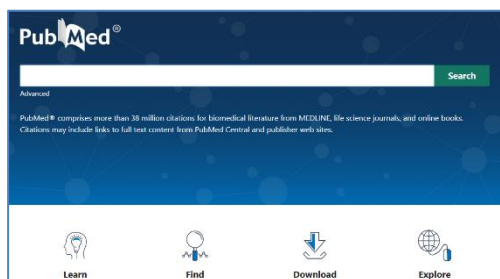 PubMed®
Search
Advanced
PubMed® comprises more than 38 million citations for biomedical literature from MEDLINE, life science journals, and online books.
Citations may include links to full text content from PubMed Central and publisher web sites.
Learn Find Download Explore